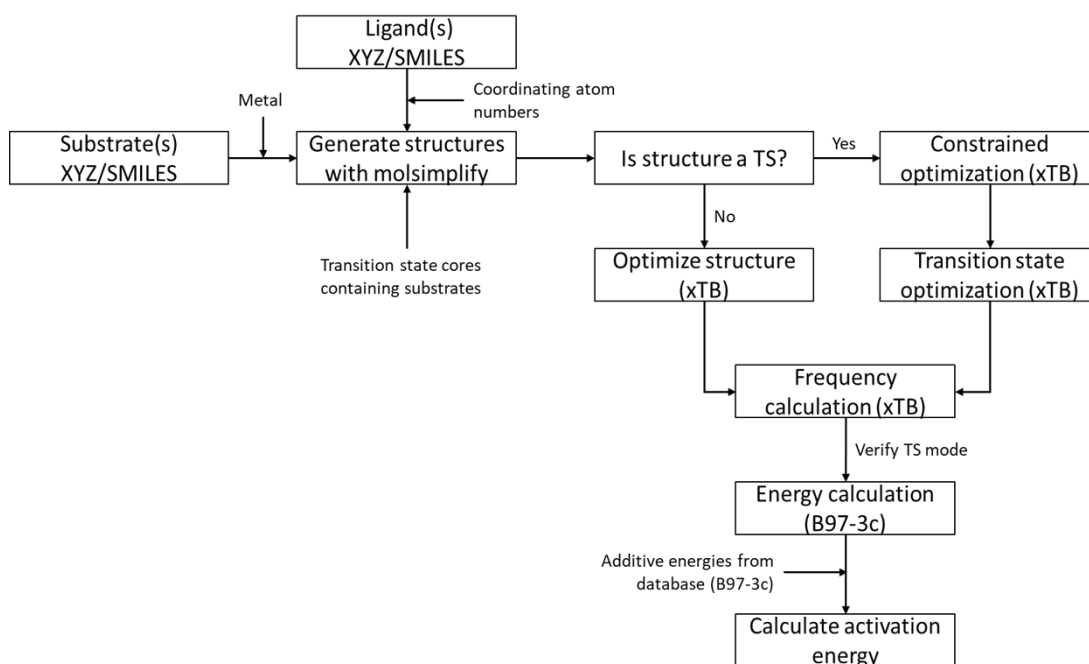 Ligand(s)
XYZ/SMILES
Coordinating atom
numbers
Metal
Substrate(s)
XYZ/SMILES
Generate structures
with molsimplify
Is structure a TS?
Yes
Constrained
optimization (xTB)
No
Transition state cores
containing substrates
Optimize structure
(xTB)
Transition state
optimization (xTB)
Frequency
calculation (xTB)
Verify TS mode
Energy calculation
(B97-3c)
Additive energies from
database (B97-3c)
Calculate activation
energy